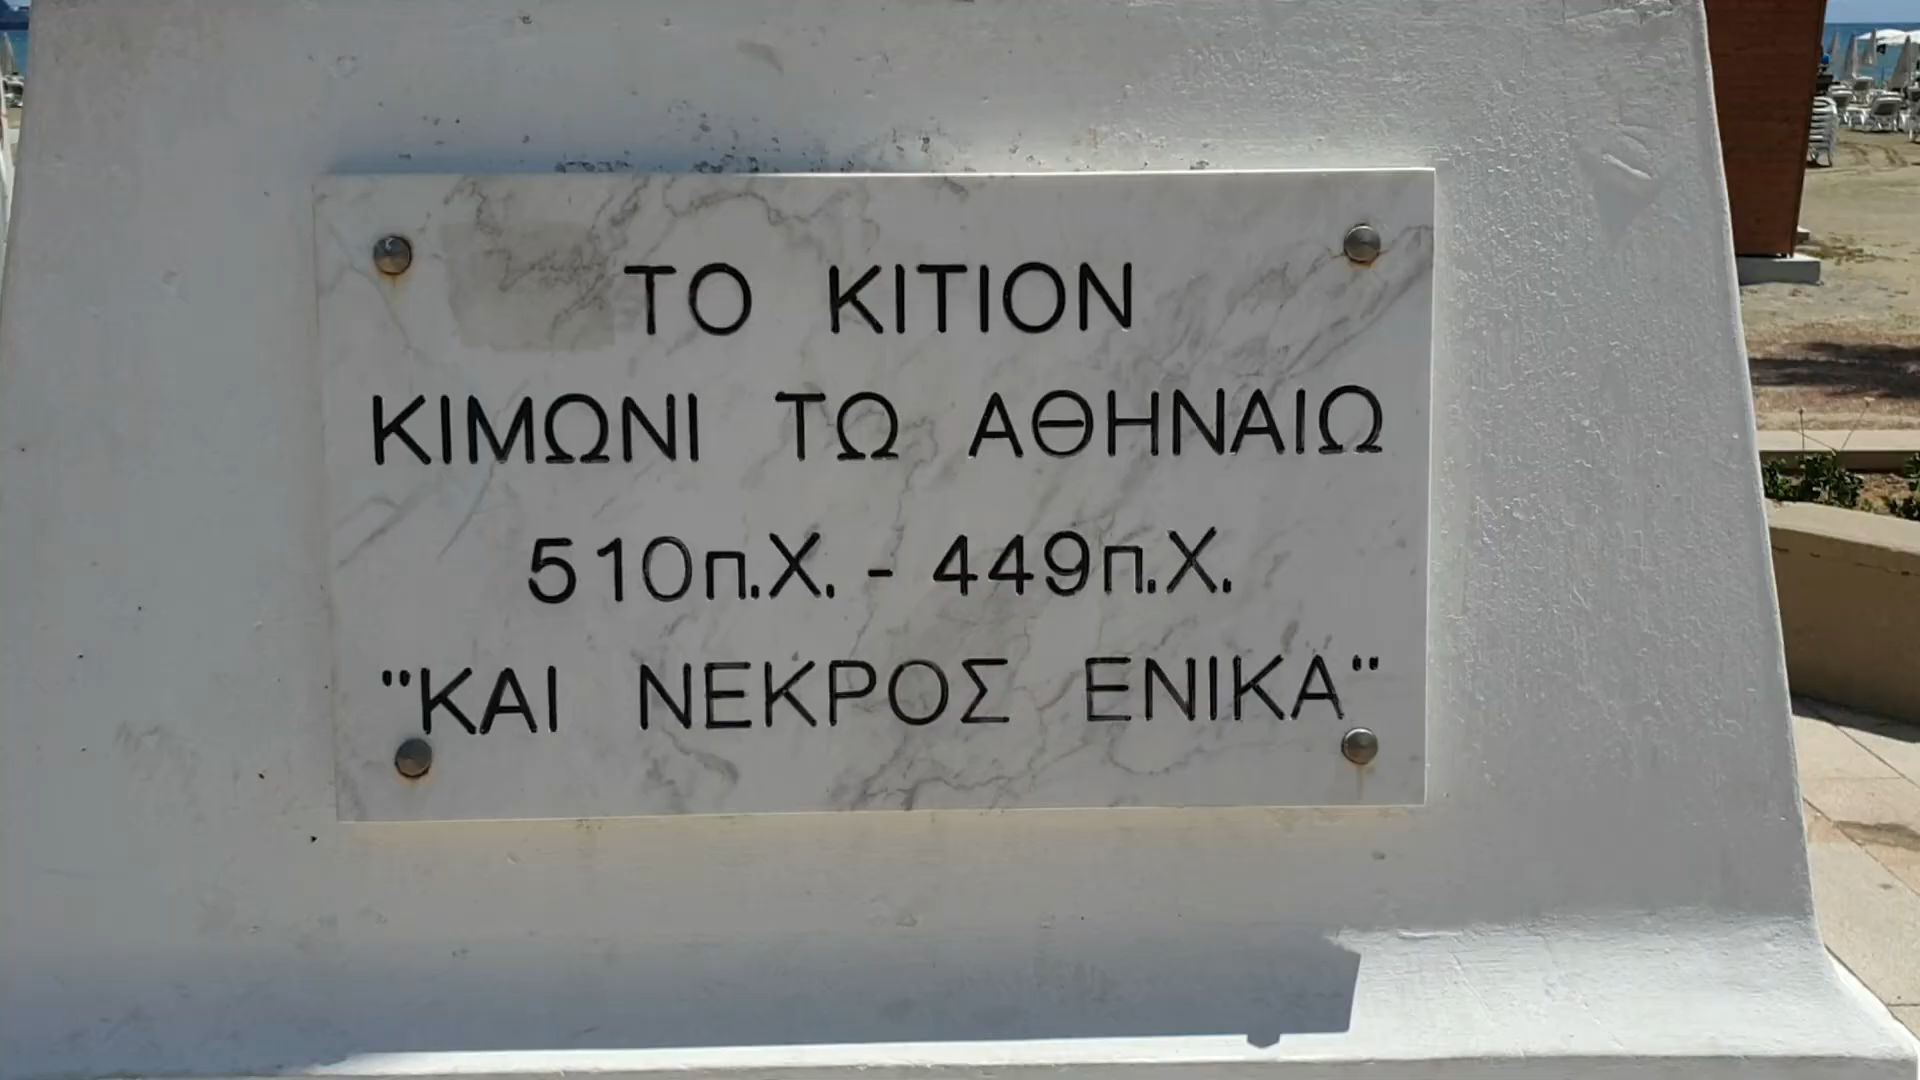 ΤΟ ΚΙΤΙΟΝ
ΚΙΜΩΝΙ ΤΩ ΑΘΗΝΑΙΩ
510π.Χ. - 449π.Χ.
"ΚΑΙ ΝΕΚΡΟΣ ΕΝΙΚΑ"